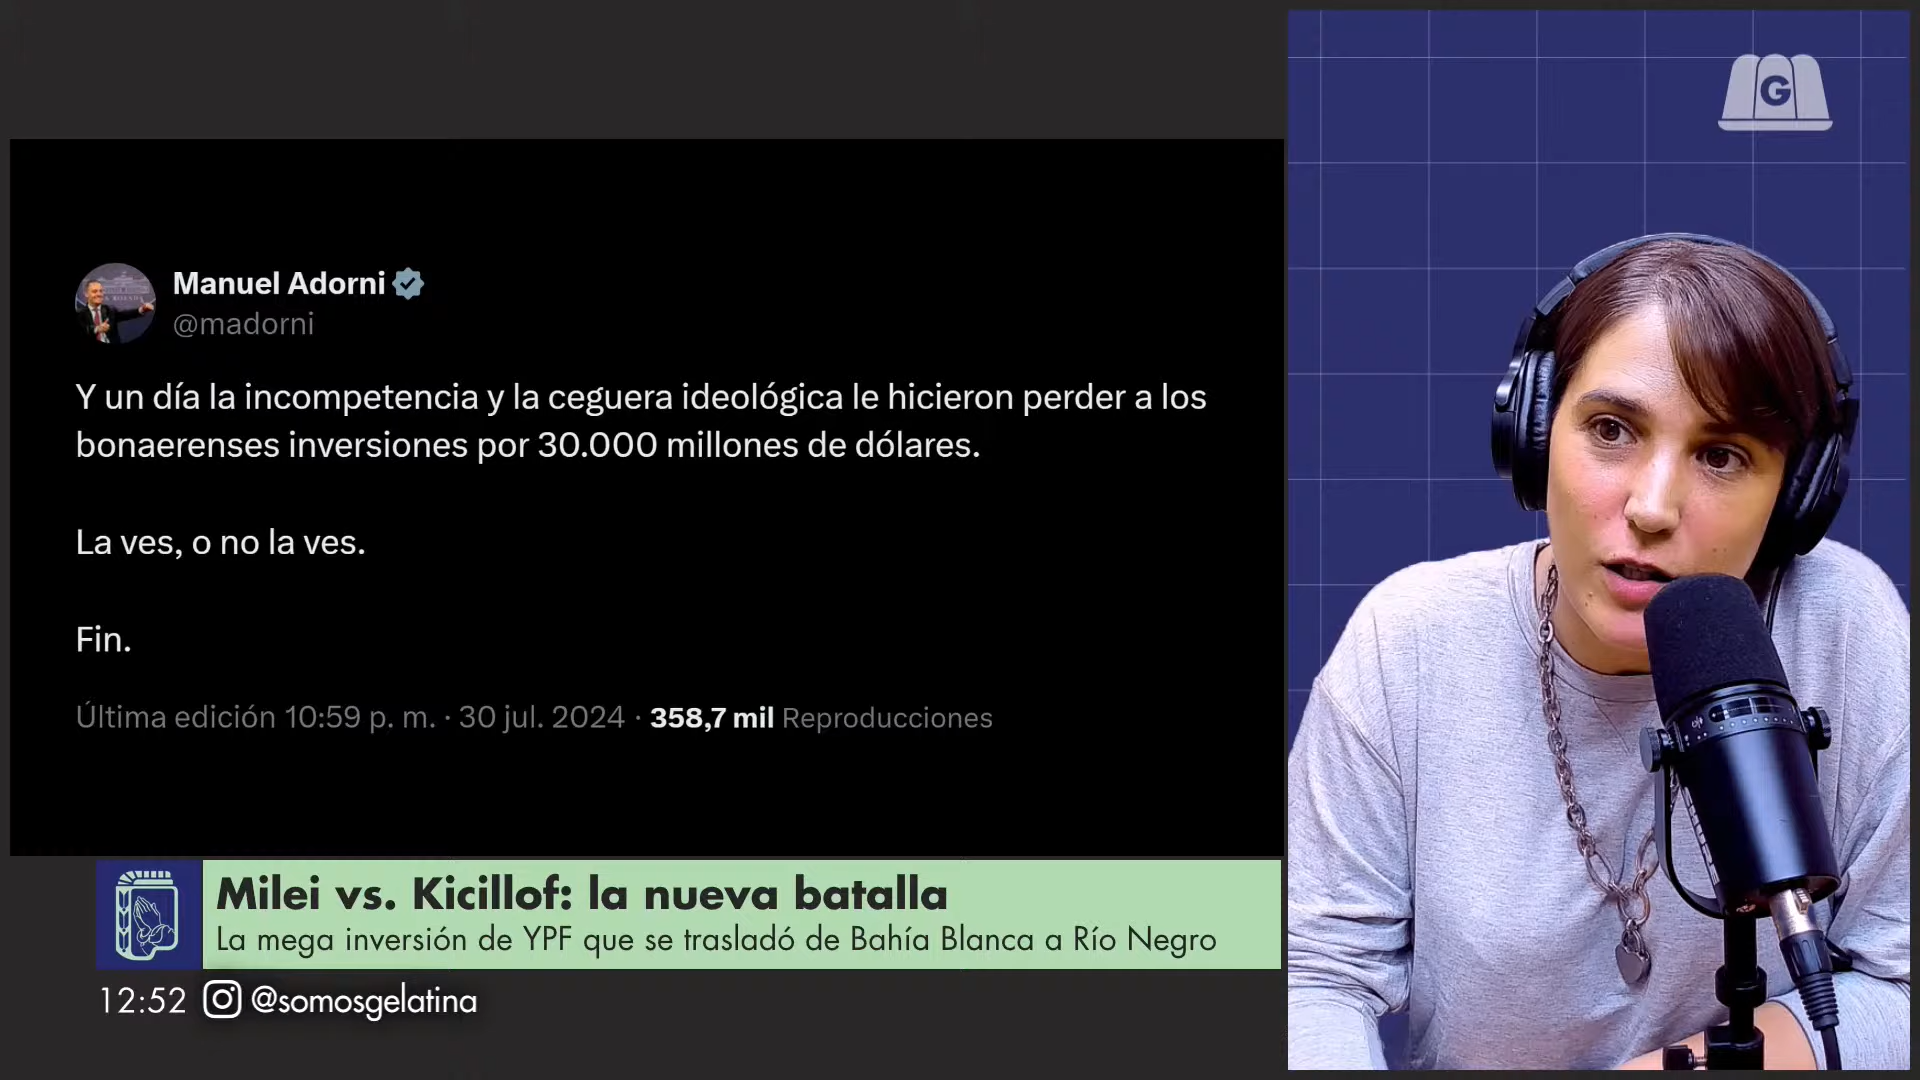 G
Manuel Adorni
@madorni
Y un día la incompetencia y la ceguera ideológica le hicieron perder a los
bonaerenses inversiones por 30.000 millones de dólares.
La ves, o no la ves.
Fin.
Última edición 10:59 p. m. · 30 jul. 2024 · 358,7 mil Reproducciones
Milei vs. Kicillof: la nueva batalla
La mega inversión de YPF que se trasladó de Bahía Blanca a Río Negro
12:52 @somosgelatina